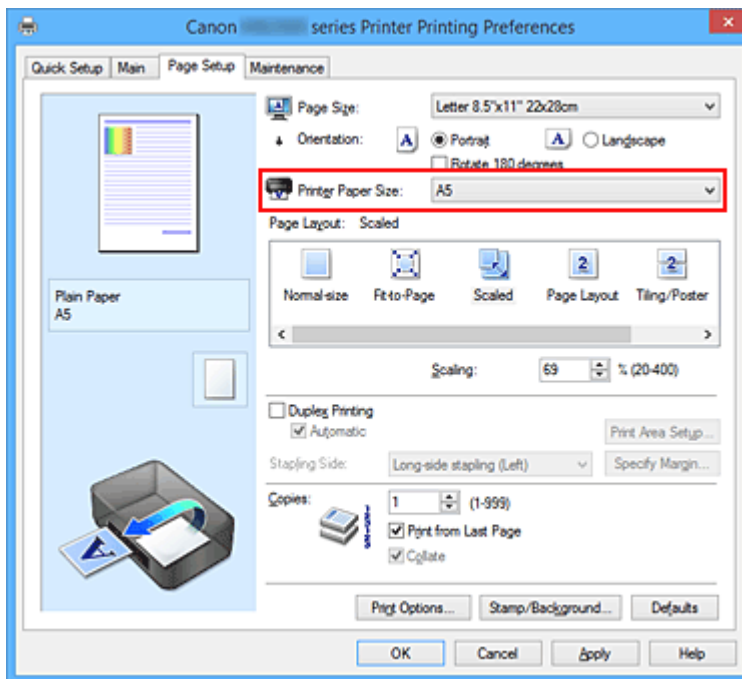 Canon series Printer Printing Preferences
Quick Setup Main Page Setup Maintenance
Page Size: Letter 8.5"x11" 22x28cm
Orientation: A Portrait A Landscape
Rotate 180 degrees
Printer Paper Size: A5
Page Layout: Scaled
Normal-size Fit-to-Page Scaled Page Layout Tiling/Poster
Plain Paper
A5
Scaling: 69 % (20-400)
Duplex Printing
Automatic
Print Area Setup...
Stapling Side: Long-side stapling (Left) Specify Margin...
Copies: 1 (1-999)
Print from Last Page
Collate
Print Options... Stamp/Background... Defaults
OK Cancel Apply Help